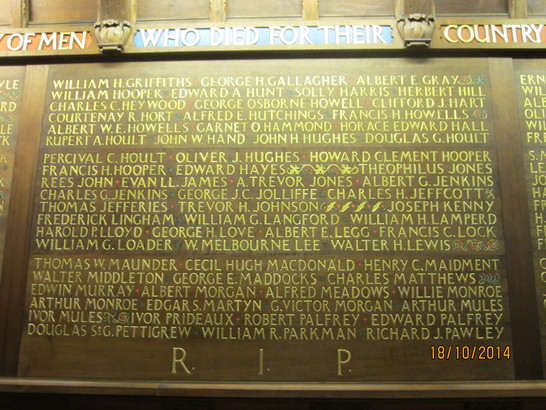 Y OF MEN WHO DIED FOR THEIR COUNTRY
WILLIAM H. GRIFFITHS · GEORGE H. GALLAGHER · ALBERT E. GRAY
WILLIAM HOOPER · EDWARD A HUNT · SOLLY HARRIS · HERBERT HILL
CHARLES C. HEYWOOD · GEORGE OSBORNE HOWELL · CLIFFORD J. HART
COURTENAY R. HORT · ALFRED E. HUTCHINGS · FRANCIS H. HOWELLS
ALBERT W. E. HOWELLS · GARNET O. HAMMOND · HORACE EDWARD HALL
RUPERT A. HOULT · JOHN W. HAND · JOHN H. HUGHES · DOUGLAS G. HOULT
PERCIVAL C. HOULT · OLIVER J. HUGHES · HOWARD CLEMENT HOOPER
FRANCIS H. HOOPER · EDWARD HAYES THEOPHILUS JONES
REES JOHN · EVAN LL. JAMES · A. TREVOR JONES · ALBERT G. JENKINS
CHARLES G. JENKINS · GEORGE C. JOLLIFFE · CHARLES H. JEFCOTT
THOMAS JEFFERIES · TREVOR H. JOHNSON JOSEPH KENNY
FREDERICK LINGHAM · WILLIAM G. LANGFORD · WILLIAM H. LAMPERD
HAROLD P. LLOYD · GEORGE H. LOVE · ALBERT E. LEGG · FRANCIS C. LOCK
WILLIAM G. LOADER · W. MELBOURNE LEE · WALTER H. LEWIS
THOMAS W. MAUNDER · CECIL HUGH MACDONALD · HENRY C. MAIDMENT
WALTER MIDDLETON · GEORGE E. MADDOCKS · CHARLES MATTHEWS
EDWIN MURRAY · ALBERT MORGAN · ALFRED MEADOWS · WILLIE MONROE
ARTHUR MONROE · EDGAR S. MARTYN · G. VICTOR MORGAN · ARTHUR MULES
IVOR MULES IVOR PRIDEAUX · ROBERT PALFREY · EDWARD PALFREY
DOUGLAS ST G. PETTIGREW · WILLIAM R. PARKMAN · RICHARD J. PAWLEY
R. I. P.
18/10/2014